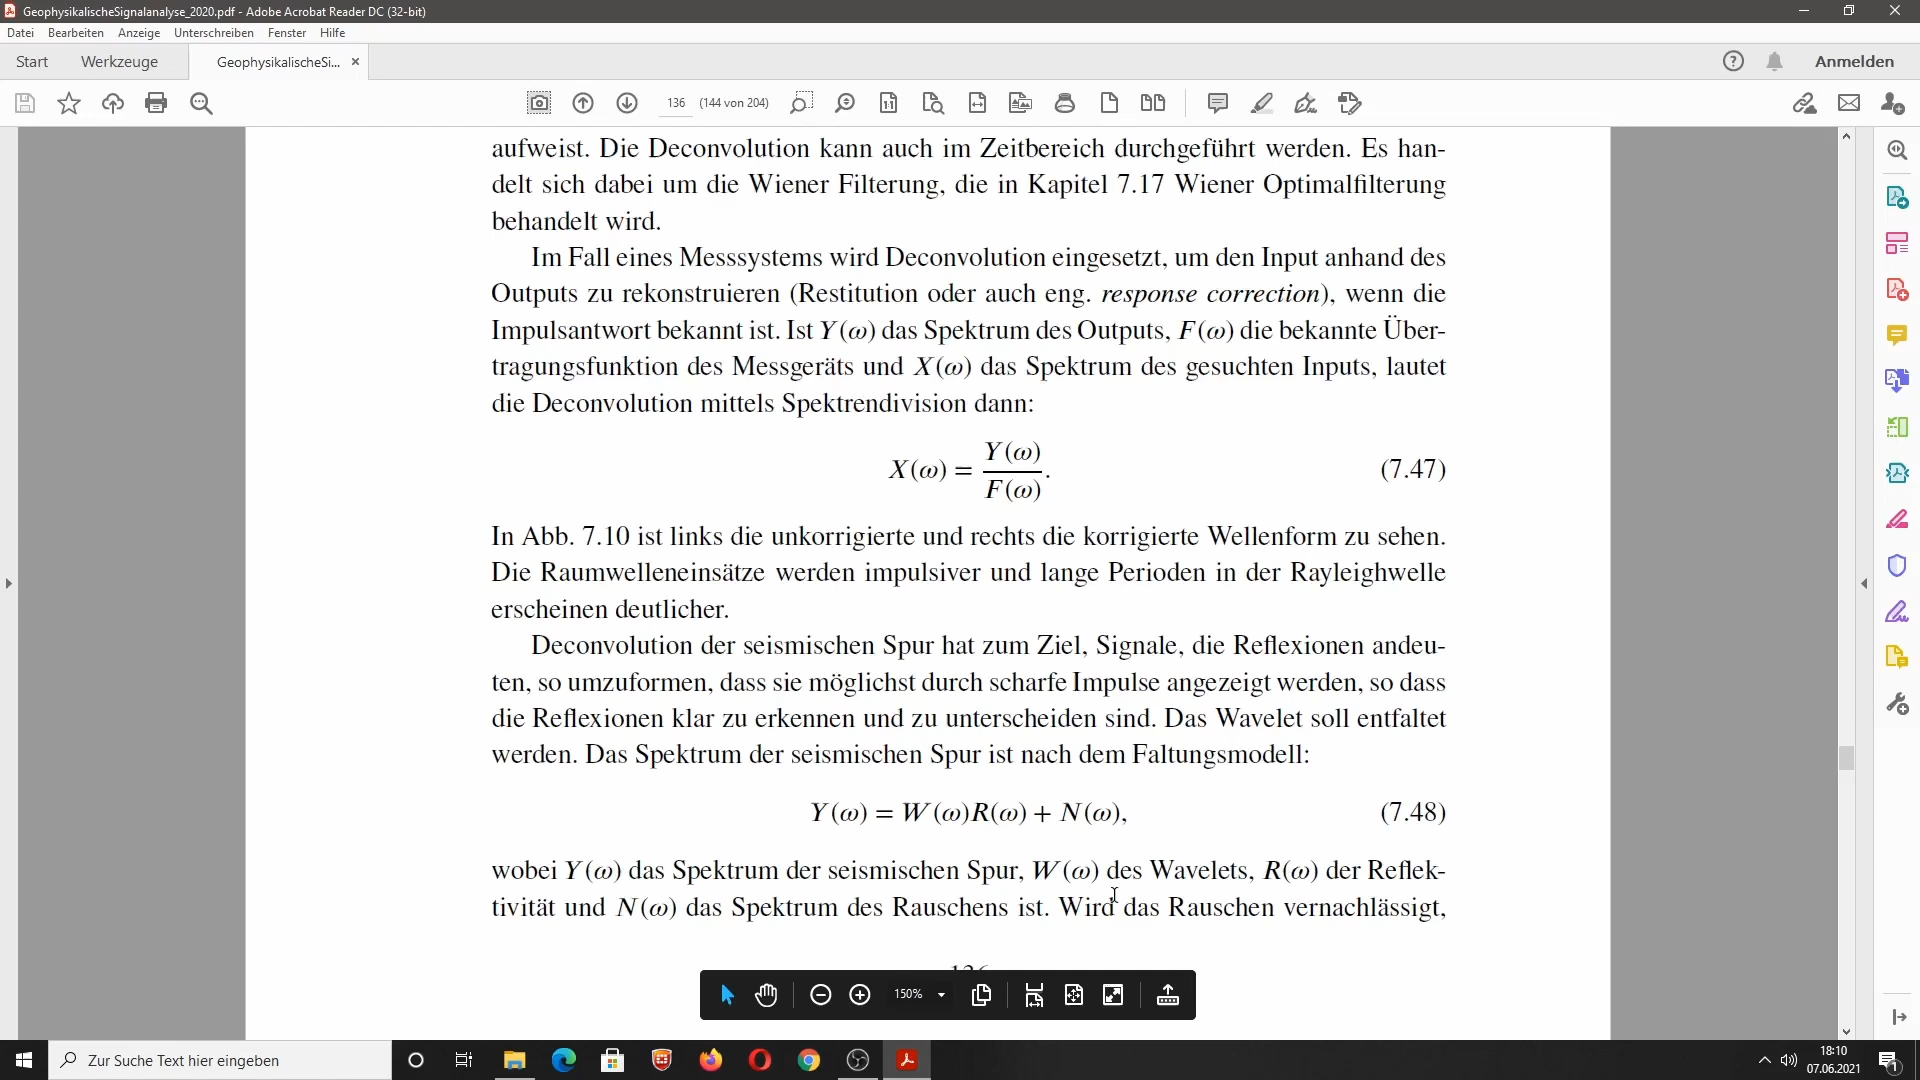 GeophysikalischeSignalanalyse_2020.pdf - Adobe Acrobat Reader DC (32-bit)
Datei Bearbeiten Anzeige Unterschreiben Fenster Hilfe
Start Werkzeuge GeophysikalischeSi... × Anmelden
136 (144 von 204)
aufweist. Die Deconvolution kann auch im Zeitbereich durchgeführt werden. Es han-
delt sich dabei um die Wiener Filterung, die in Kapitel 7.17 Wiener Optimalfilterung
behandelt wird.
Im Fall eines Messsystems wird Deconvolution eingesetzt, um den Input anhand des
Outputs zu rekonstruieren (Restitution oder auch eng. response correction), wenn die
Impulsantwort bekannt ist. Ist Y(ω) das Spektrum des Outputs, F(ω) die bekannte Über-
tragungsfunktion des Messgeräts und X(ω) das Spektrum des gesuchten Inputs, lautet
die Deconvolution mittels Spektrendivision dann:
X(ω) = Y(ω)/F(ω). (7.47)
In Abb. 7.10 ist links die unkorrigierte und rechts die korrigierte Wellenform zu sehen.
Die Raumwelleneinsätze werden impulsiver und lange Perioden in der Rayleighwelle
erscheinen deutlicher.
Deconvolution der seismischen Spur hat zum Ziel, Signale, die Reflexionen andeu-
ten, so umzuformen, dass sie möglichst durch scharfe Impulse angezeigt werden, so dass
die Reflexionen klar zu erkennen und zu unterscheiden sind. Das Wavelet soll entfaltet
werden. Das Spektrum der seismischen Spur ist nach dem Faltungsmodell:
Y(ω) = W(ω)R(ω) + N(ω), (7.48)
wobei Y(ω) das Spektrum der seismischen Spur, W(ω) des Wavelets, R(ω) der Reflek-
tivität und N(ω) das Spektrum des Rauschens ist. Wird das Rauschen vernachlässigt,
150%
Zur Suche Text hier eingeben
18:10
07.06.2021
1